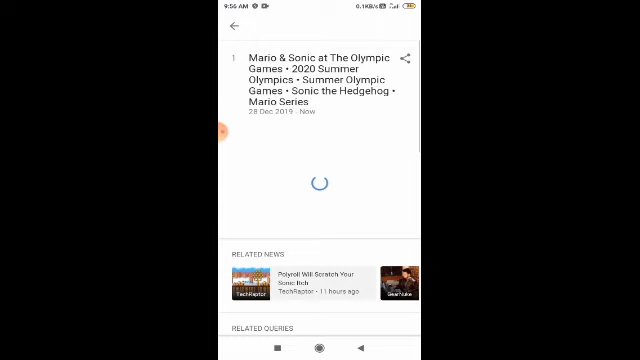 9:56 AM
0.1KB/s
1 Mario & Sonic at The Olympic
Games • 2020 Summer
Olympics • Summer Olympic
Games • Sonic the Hedgehog •
Mario Series
28 Dec 2019 - Now
RELATED NEWS
Polyroll Will Scratch Your
Sonic Itch
TechRaptor • 11 hours ago
TechRaptor
GearNuke
RELATED QUERIES